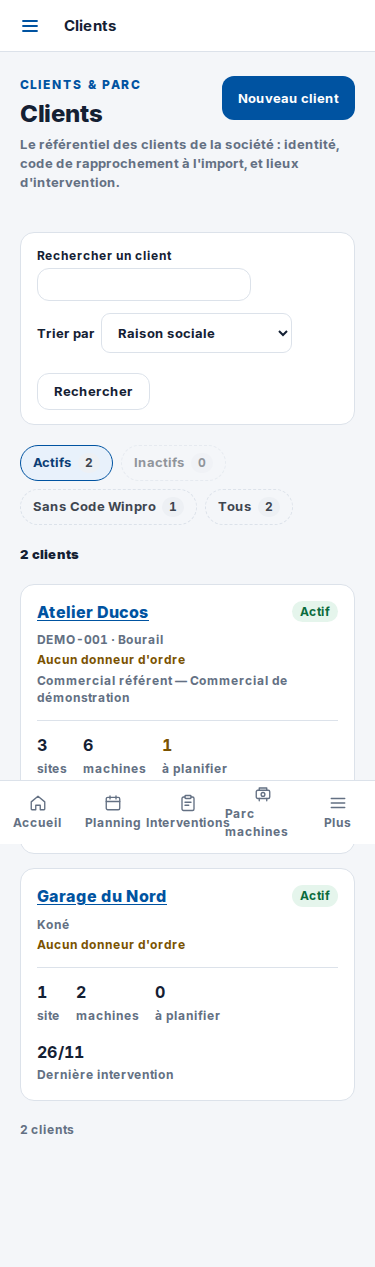 Clients
CLIENTS & PARC
Clients
Nouveau client
Le référentiel des clients de la société : identité,
code de rapprochement à l'import, et lieux
d'intervention.
Rechercher un client
Trier par Raison sociale
Rechercher
Actifs 2 Inactifs 0
Sans Code Winpro 1 Tous 2
2 clients
Atelier Ducos Actif
DEMO-001 · Bourail
Aucun donneur d'ordre
Commercial référent — Commercial de
démonstration
3 6 1
sites machines à planifier
Accueil Planning Interventions Parc machines Plus
Garage du Nord Actif
Koné
Aucun donneur d'ordre
1 2 0
site machines à planifier
26/11
Dernière intervention
2 clients